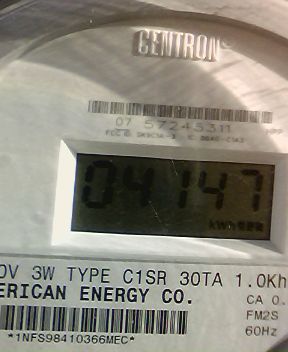 CENTRON
07 57245311
04147
0V 3W TYPE C1SR 30TA 1.0Kh
ERICAN ENERGY CO.
CA 0.
FM2S
60Hz
*1NFS98410366MEC*